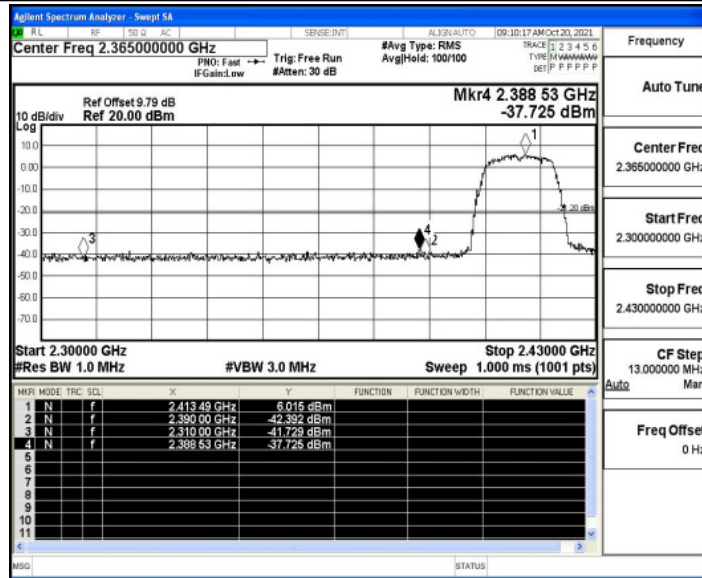 Agilent Spectrum Analyzer - Swept SA
RL RF 50 Ω AC SENSE:INT ALIGNAUTO 09:10:17 AM Oct 20, 2021
Center Freq 2.365000000 GHz
PNO: Fast
IFGain:Low
Trig: Free Run
#Atten: 30 dB
#Avg Type: RMS
Avg|Hold: 100/100
TRACE 1 2 3 4 5 6
TYPE
DET P P P P P P
Ref Offset 9.79 dB
10 dB/div Ref 20.00 dBm
Log
Mkr4 2.388 53 GHz
-37.725 dBm
10.0
0.00
-10.0
-20.0
-30.0
-40.0
-50.0
-60.0
-70.0
1
3
4
2
Start 2.30000 GHz Stop 2.43000 GHz
#Res BW 1.0 MHz #VBW 3.0 MHz Sweep 1.000 ms (1001 pts)
MKR MODE TRC SCL X Y FUNCTION FUNCTION WIDTH FUNCTION VALUE
1 N f 2.413 49 GHz 6.015 dBm
2 N f 2.390 00 GHz -42.392 dBm
3 N f 2.310 00 GHz -41.729 dBm
4 N f 2.388 53 GHz -37.725 dBm
5
6
7
8
9
10
11
MSG STATUS
Frequency
Auto Tune
Center Freq
2.365000000 GHz
Start Freq
2.300000000 GHz
Stop Freq
2.430000000 GHz
CF Step
13.000000 MHz
Auto Man
Freq Offset
0 Hz